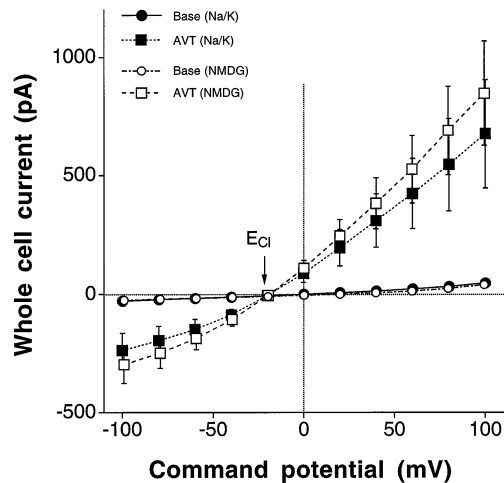 Base (Na/K)
AVT (Na/K)
Base (NMDG)
AVT (NMDG)
Whole cell current (pA)
1000
500
0
-500
E_Cl
-100
-50
0
50
100
Command potential (mV)